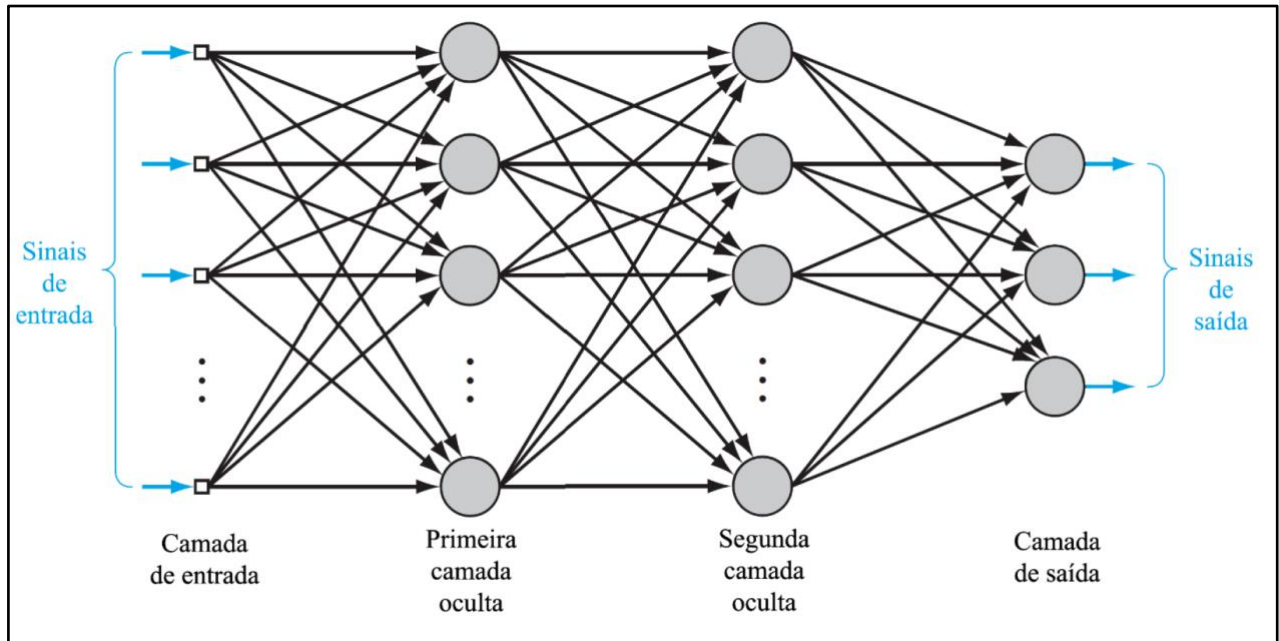 Sinais
de
entrada
Sinais
de
saída
Camada
de entrada
Primeira
camada
oculta
Segunda
camada
oculta
Camada
de saída